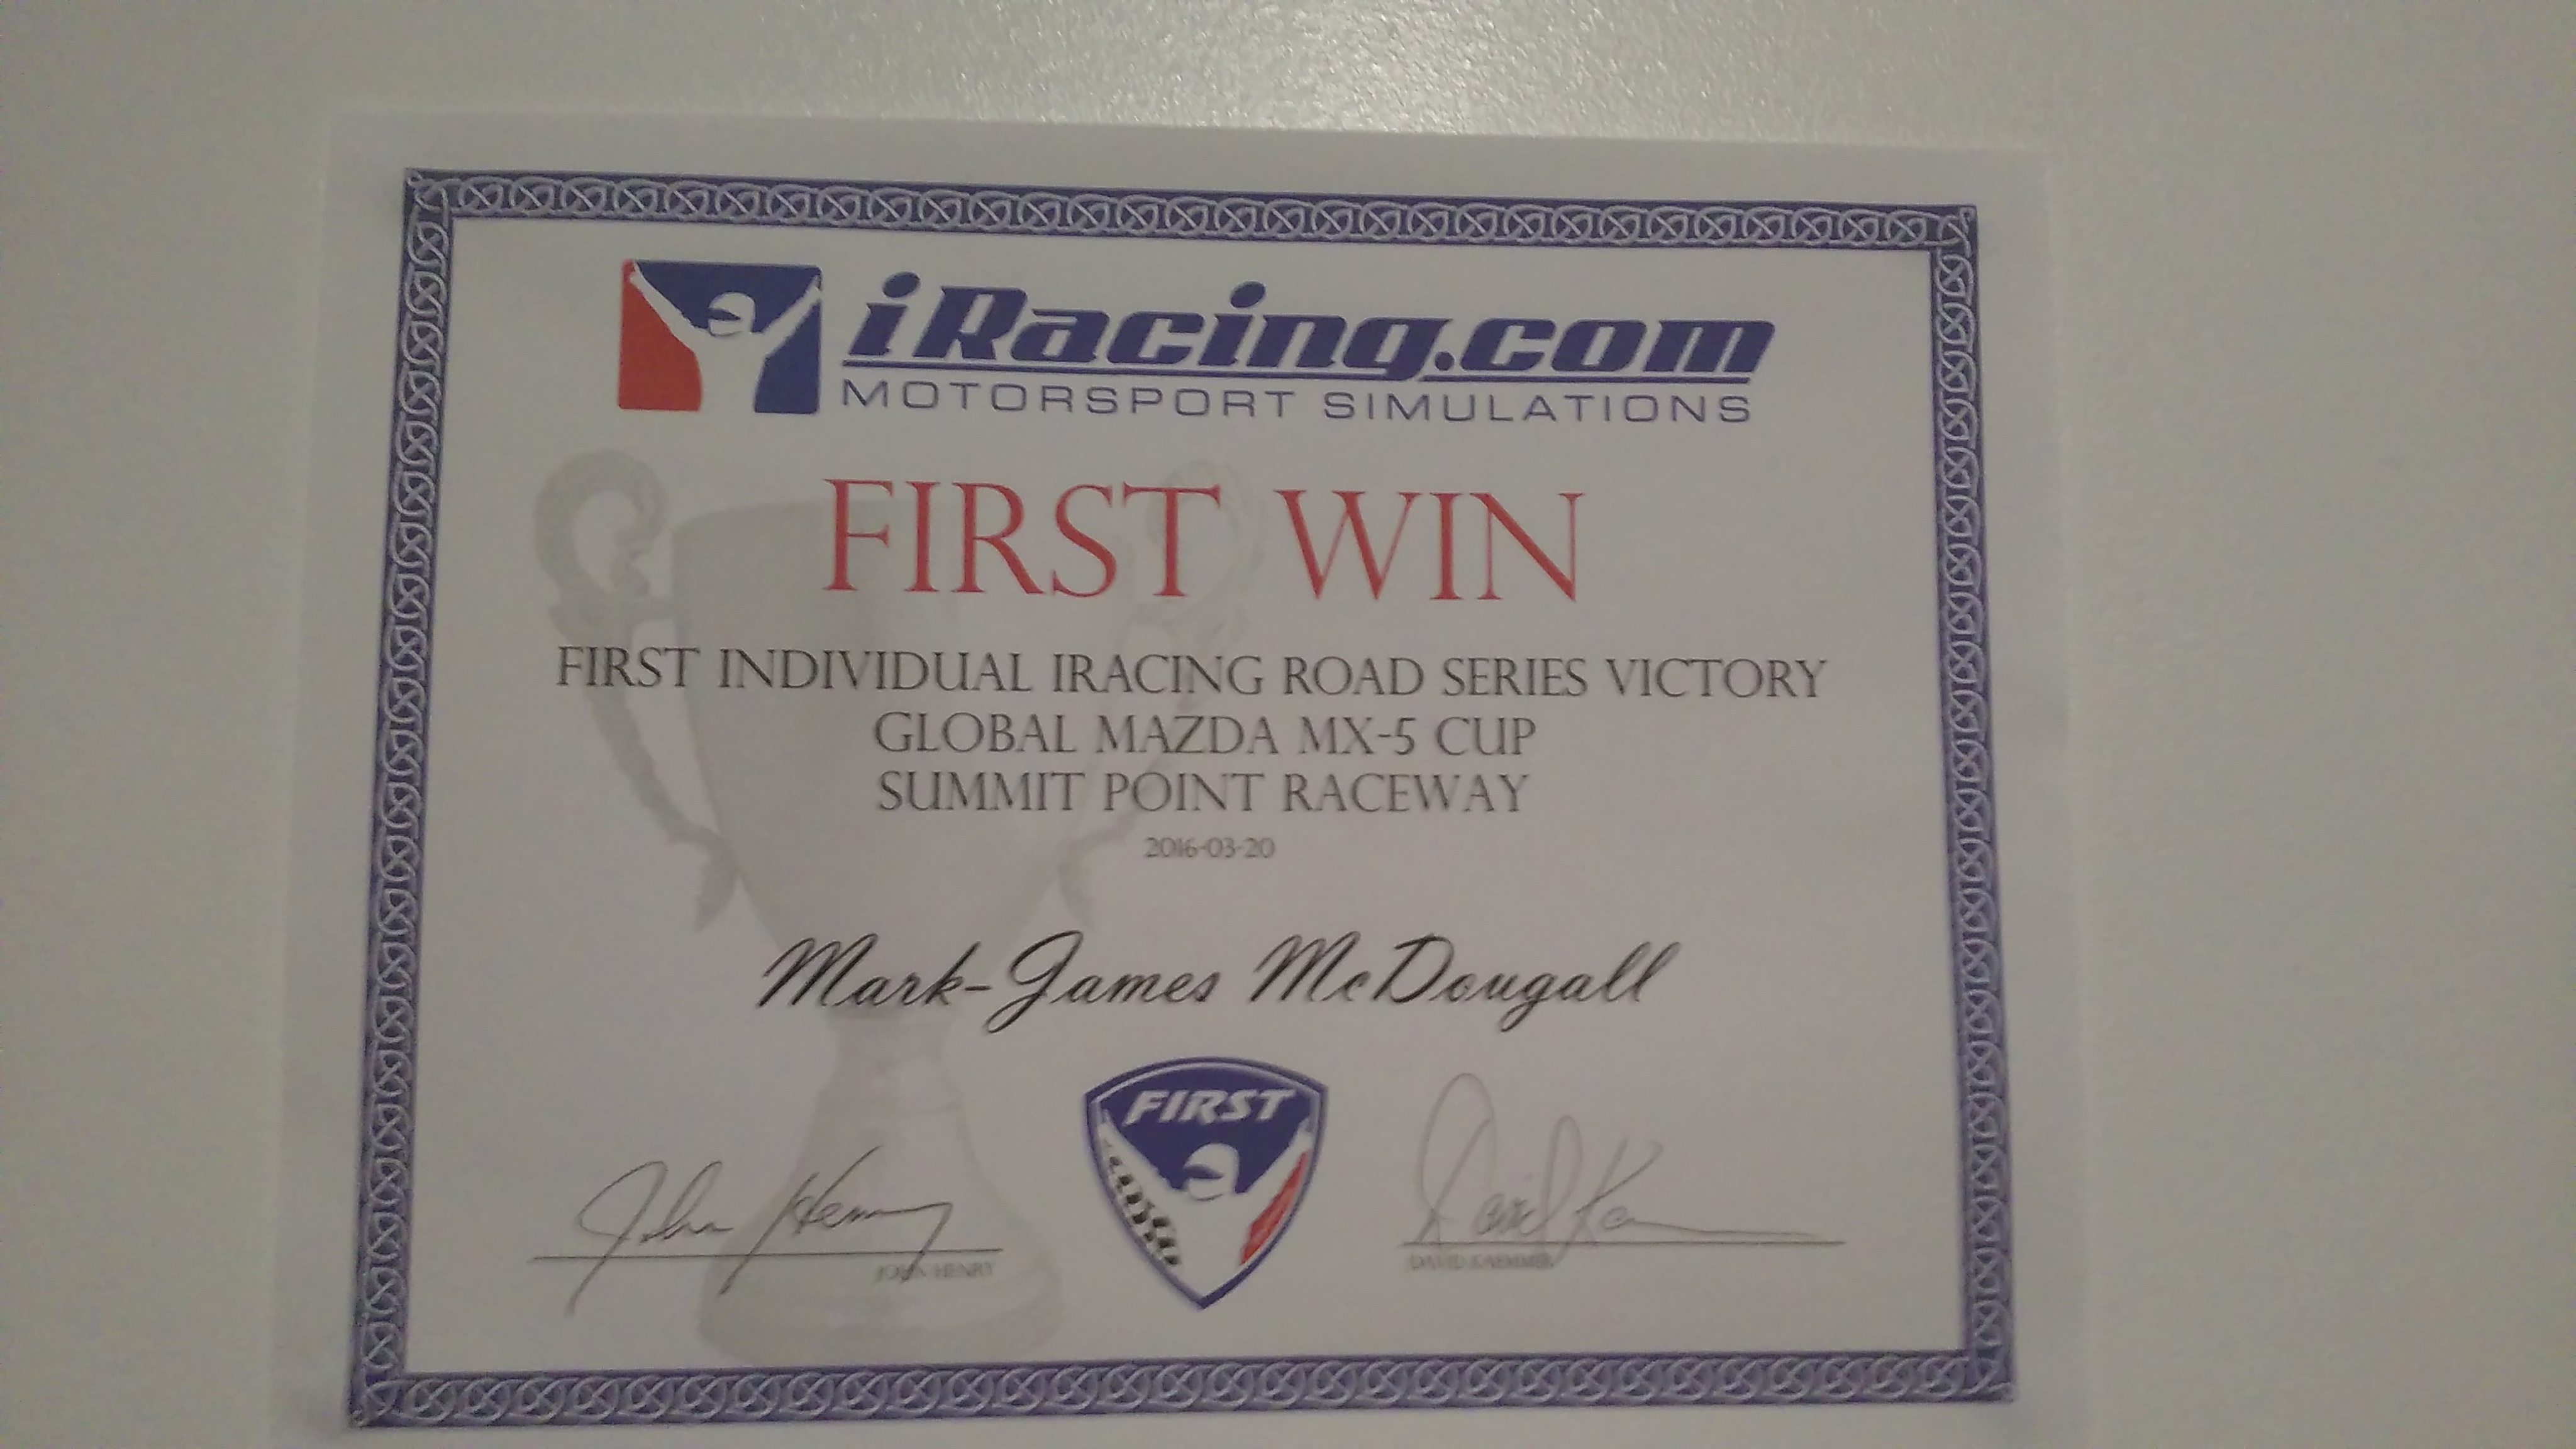 iRacing.com
MOTORSPORT SIMULATIONS
FIRST WIN
FIRST INDIVIDUAL IRACING ROAD SERIES VICTORY
GLOBAL MAZDA MX-5 CUP
SUMMIT POINT RACEWAY
2016-03-20
Mark-James McDougall
FIRST
John Henry
JOHN HENRY
David Kae
DAVID KAEMMER